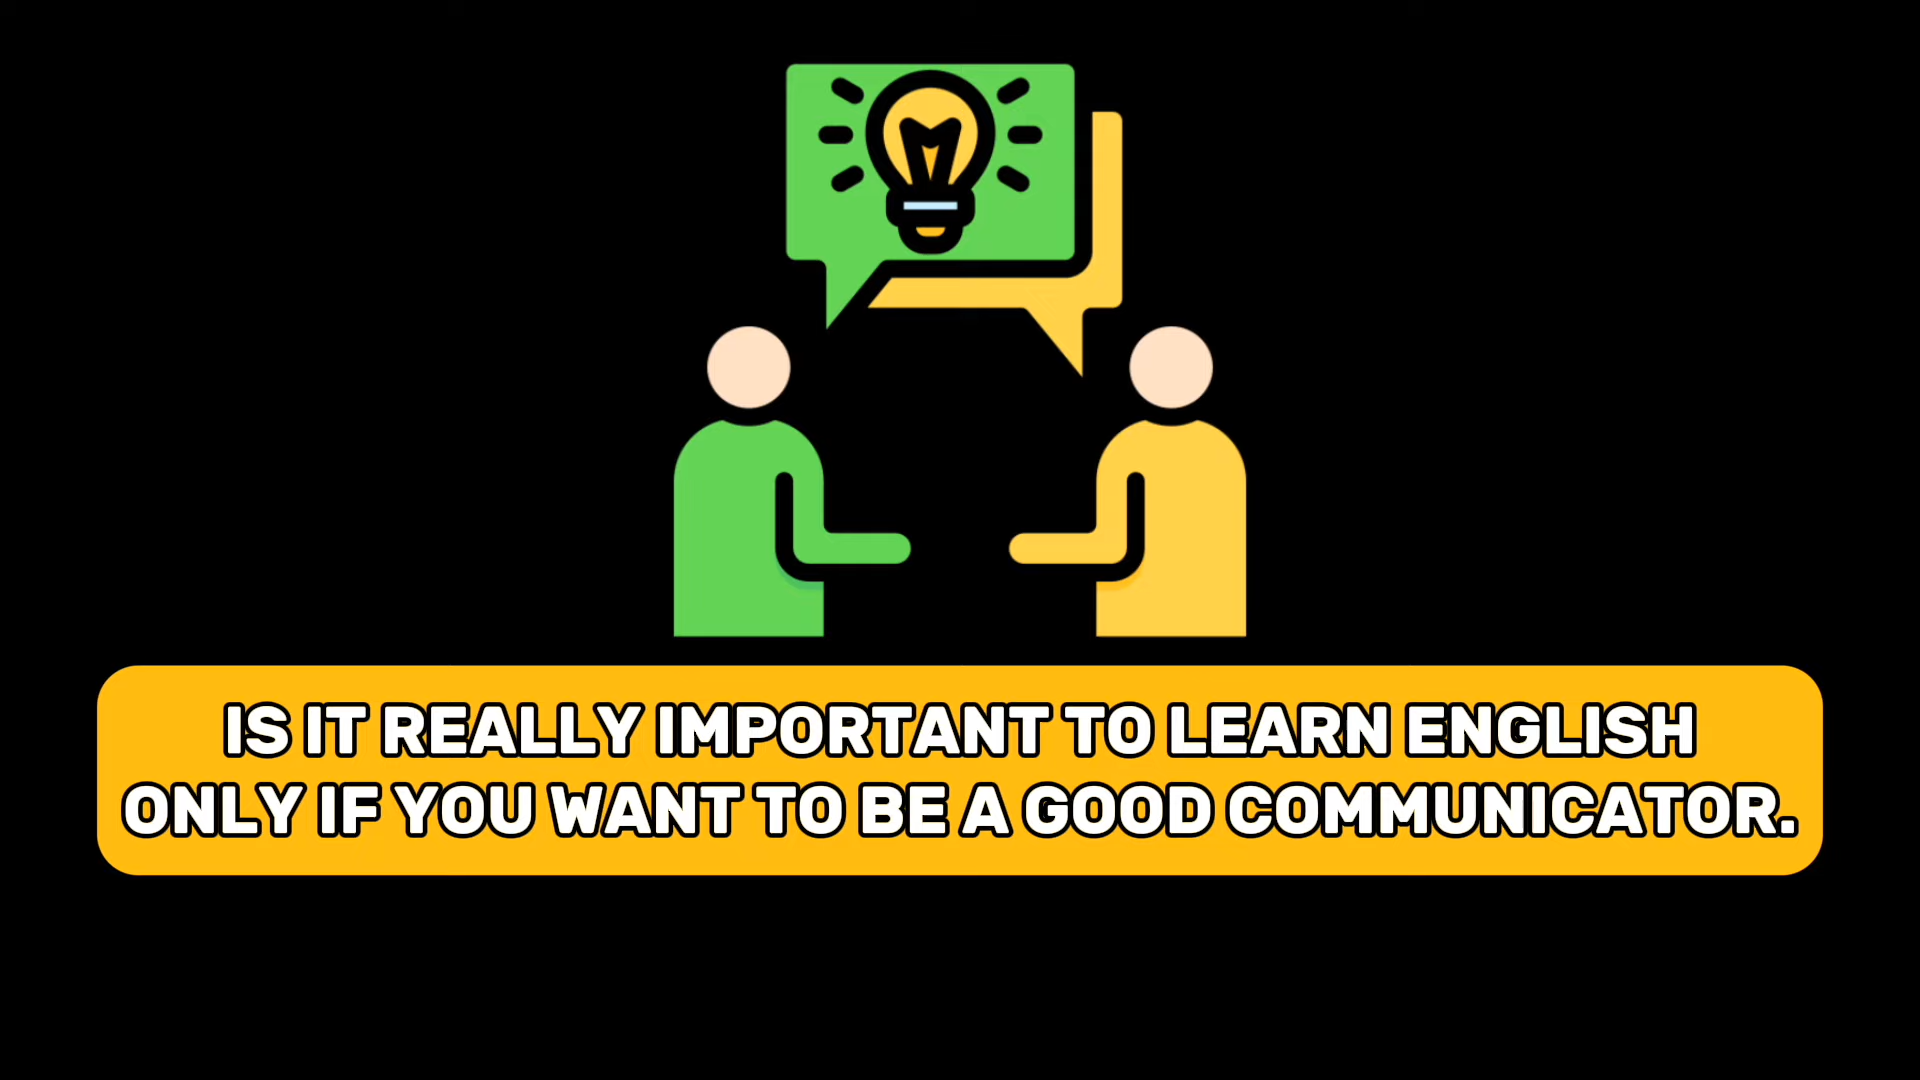 IS IT REALLY IMPORTANT TO LEARN ENGLISH
ONLY IF YOU WANT TO BE A GOOD COMMUNICATOR.